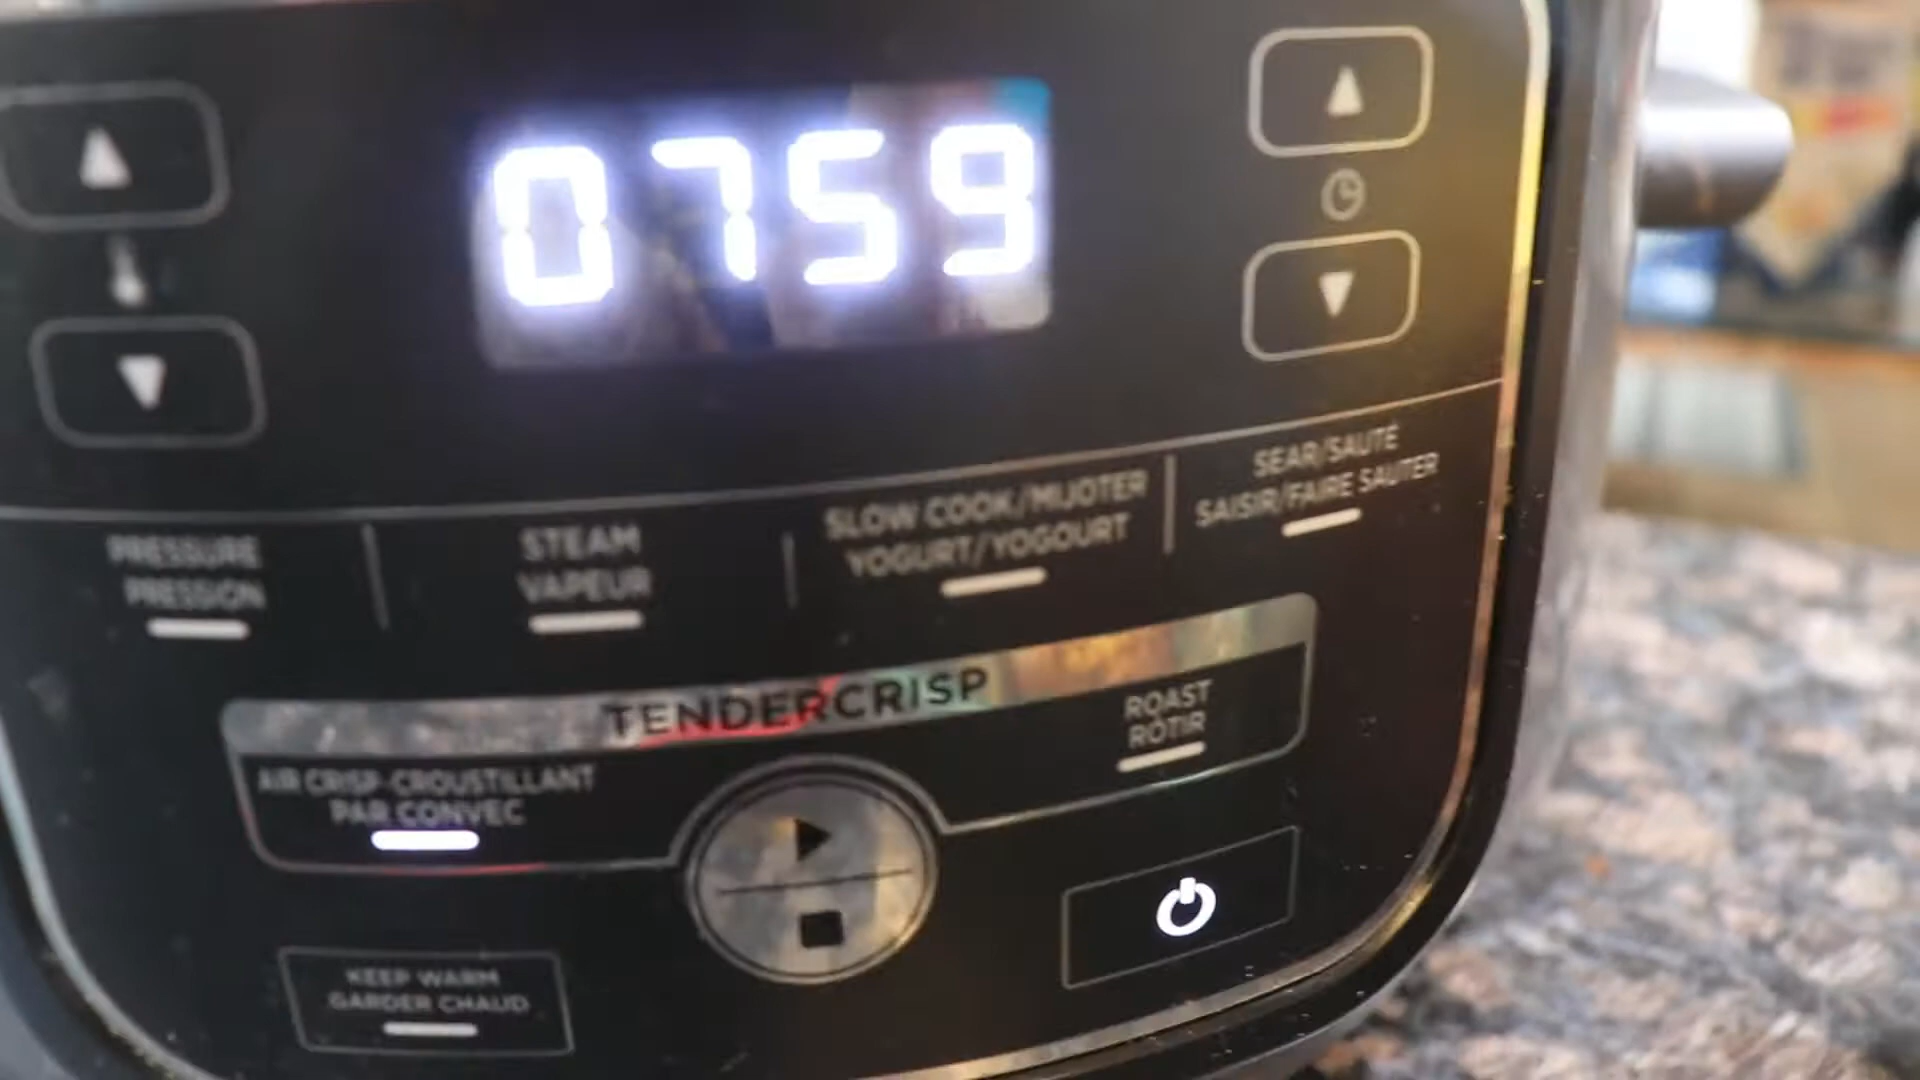 0759
PRESSURE
PRESSION
STEAM
VAPEUR
SLOW COOK/MIJOTER
YOGURT/YOGOURT
SEAR/SAUTÉ
SAISIR/FAIRE SAUTER
TENDERCRISP
AIR CRISP-CROUSTILLANT
PAR CONVEC
ROAST
RÔTIR
KEEP WARM
GARDER CHAUD